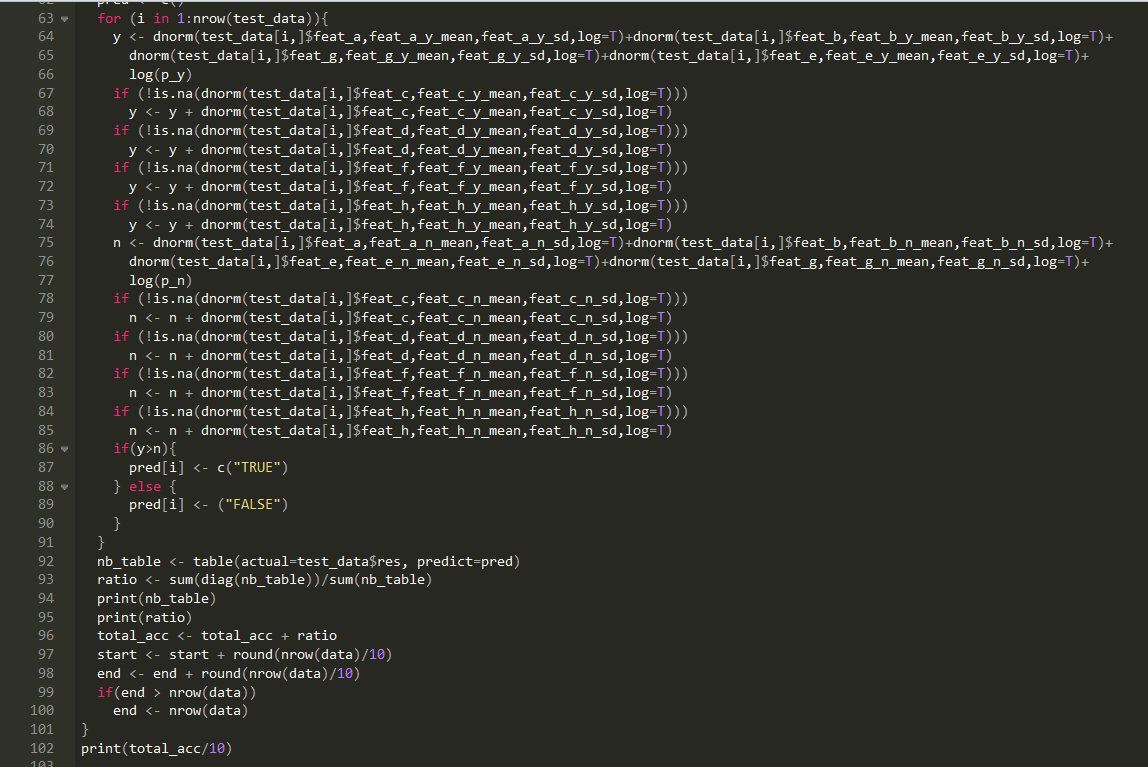 63 for (i in 1:nrow(test_data)){
64 y <- dnorm(test_data[i,]$feat_a,feat_a_y_mean,feat_a_y_sd,log=T)+dnorm(test_data[i,]$feat_b,feat_b_y_mean,feat_b_y_sd,log=T)+
65 dnorm(test_data[i,]$feat_g,feat_g_y_mean,feat_g_y_sd,log=T)+dnorm(test_data[i,]$feat_e,feat_e_y_mean,feat_e_y_sd,log=T)+
66 log(p_y)
67 if (!is.na(dnorm(test_data[i,]$feat_c,feat_c_y_mean,feat_c_y_sd,log=T)))
68 y <- y + dnorm(test_data[i,]$feat_c,feat_c_y_mean,feat_c_y_sd,log=T)
69 if (!is.na(dnorm(test_data[i,]$feat_d,feat_d_y_mean,feat_d_y_sd,log=T)))
70 y <- y + dnorm(test_data[i,]$feat_d,feat_d_y_mean,feat_d_y_sd,log=T)
71 if (!is.na(dnorm(test_data[i,]$feat_f,feat_f_y_mean,feat_f_y_sd,log=T)))
72 y <- y + dnorm(test_data[i,]$feat_f,feat_f_y_mean,feat_f_y_sd,log=T)
73 if (!is.na(dnorm(test_data[i,]$feat_h,feat_h_y_mean,feat_h_y_sd,log=T)))
74 y <- y + dnorm(test_data[i,]$feat_h,feat_h_y_mean,feat_h_y_sd,log=T)
75 n <- dnorm(test_data[i,]$feat_a,feat_a_n_mean,feat_a_n_sd,log=T)+dnorm(test_data[i,]$feat_b,feat_b_n_mean,feat_b_n_sd,log=T)+
76 dnorm(test_data[i,]$feat_e,feat_e_n_mean,feat_e_n_sd,log=T)+dnorm(test_data[i,]$feat_g,feat_g_n_mean,feat_g_n_sd,log=T)+
77 log(p_n)
78 if (!is.na(dnorm(test_data[i,]$feat_c,feat_c_n_mean,feat_c_n_sd,log=T)))
79 n <- n + dnorm(test_data[i,]$feat_c,feat_c_n_mean,feat_c_n_sd,log=T)
80 if (!is.na(dnorm(test_data[i,]$feat_d,feat_d_n_mean,feat_d_n_sd,log=T)))
81 n <- n + dnorm(test_data[i,]$feat_d,feat_d_n_mean,feat_d_n_sd,log=T)
82 if (!is.na(dnorm(test_data[i,]$feat_f,feat_f_n_mean,feat_f_n_sd,log=T)))
83 n <- n + dnorm(test_data[i,]$feat_f,feat_f_n_mean,feat_f_n_sd,log=T)
84 if (!is.na(dnorm(test_data[i,]$feat_h,feat_h_n_mean,feat_h_n_sd,log=T)))
85 n <- n + dnorm(test_data[i,]$feat_h,feat_h_n_mean,feat_h_n_sd,log=T)
86 if(y>n){
87 pred[i] <- c("TRUE")
88 } else {
89 pred[i] <- ("FALSE")
90 }
91 }
92 nb_table <- table(actual=test_data$res, predict=pred)
93 ratio <- sum(diag(nb_table))/sum(nb_table)
94 print(nb_table)
95 print(ratio)
96 total_acc <- total_acc + ratio
97 start <- start + round(nrow(data)/10)
98 end <- end + round(nrow(data)/10)
99 if(end > nrow(data))
100 end <- nrow(data)
101 }
102 print(total_acc/10)